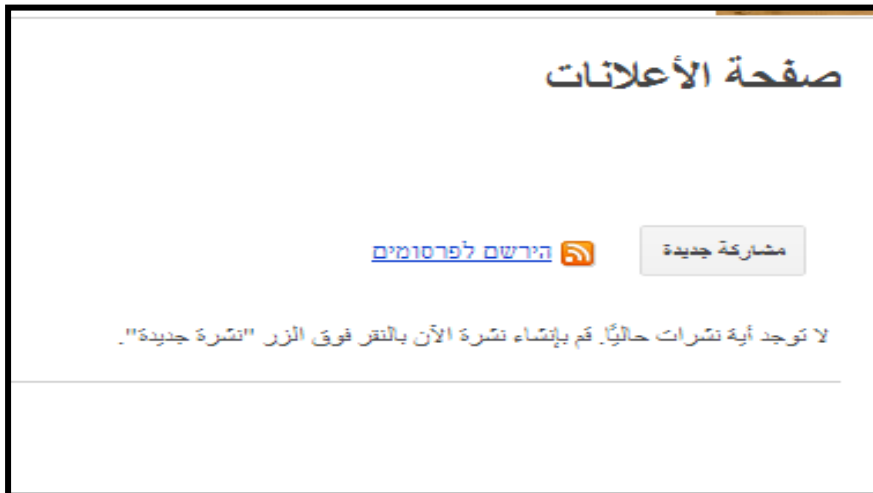 صفحة الأعلانات
مشاركة جديدة הירשם לפרסומים
لا توجد أية نشرات حاليًّا. قم بإنشاء نشرة الآن بالنقر فوق الزر "نشرة جديدة".